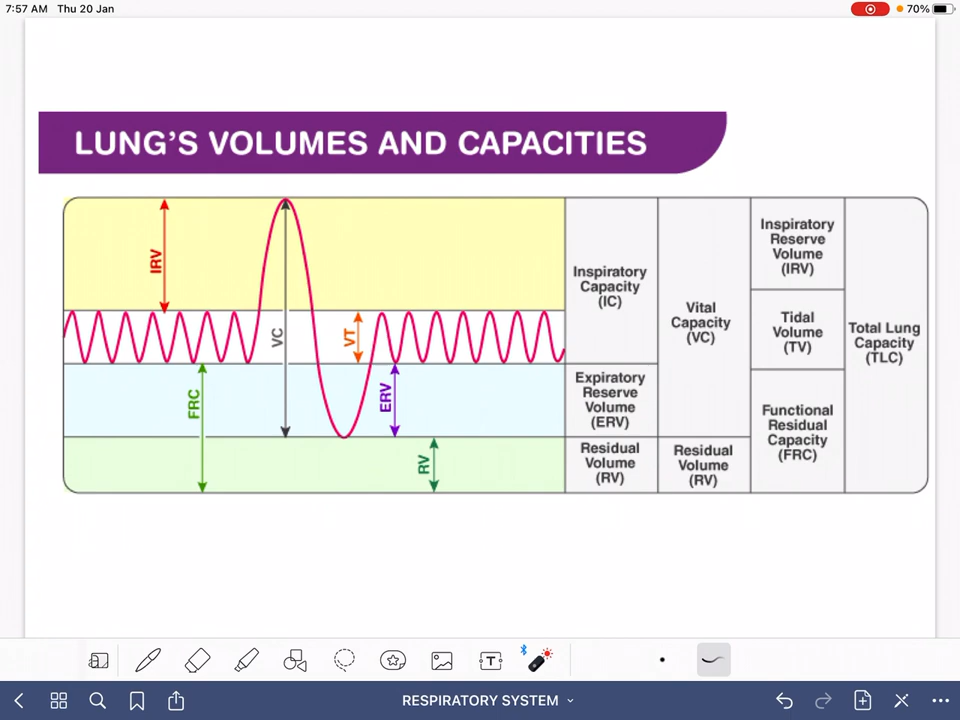 7:57 AM Thu 20 Jan
70%
LUNG'S VOLUMES AND CAPACITIES
IRV
VC
VT
FRC
ERV
RV
Inspiratory
Capacity
(IC)
Expiratory
Reserve
Volume
(ERV)
Residual
Volume
(RV)
Vital
Capacity
(VC)
Residual
Volume
(RV)
Inspiratory
Reserve
Volume
(IRV)
Tidal
Volume
(TV)
Functional
Residual
Capacity
(FRC)
Total Lung
Capacity
(TLC)
T
RESPIRATORY SYSTEM